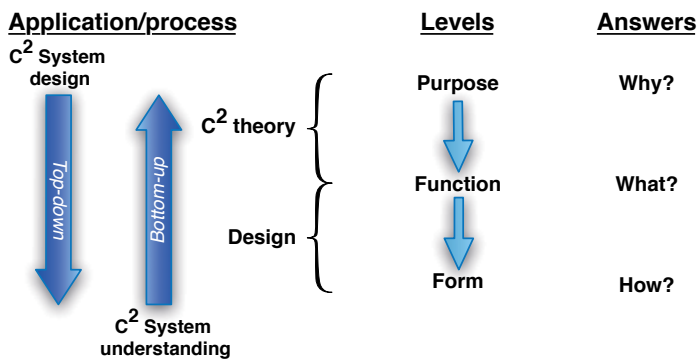 Application/process Levels Answers
C² System
design
Purpose Why?
C² theory
Top-down
Bottom-up
Function What?
Design
Form How?
C² System
understanding